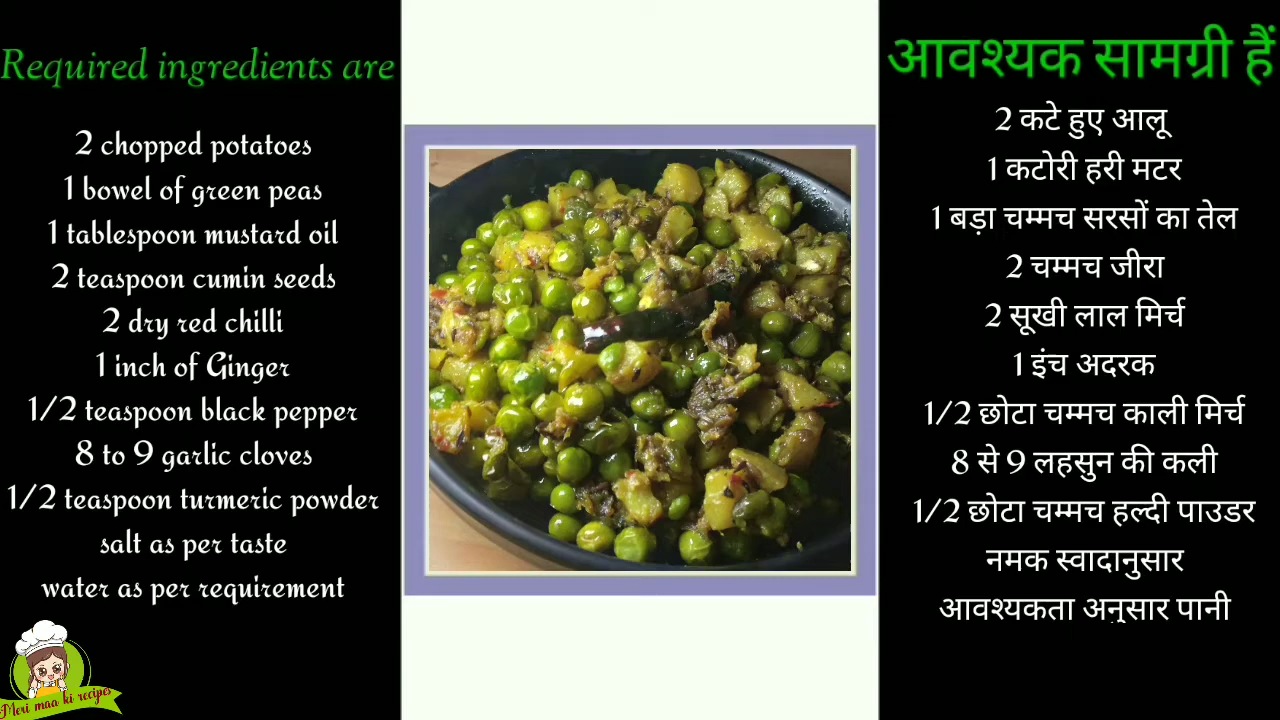 Required ingredients are
2 chopped potatoes
1 bowel of green peas
1 tablespoon mustard oil
2 teaspoon cumin seeds
2 dry red chilli
1 inch of Ginger
1/2 teaspoon black pepper
8 to 9 garlic cloves
1/2 teaspoon turmeric powder
salt as per taste
water as per requirement
Meri maa ki recipes
आवश्यक सामग्री हैं
2 कटे हुए आलू
1 कटोरी हरी मटर
1 बड़ा चम्मच सरसों का तेल
2 चम्मच जीरा
2 सूखी लाल मिर्च
1 इंच अदरक
1/2 छोटा चम्मच काली मिर्च
8 से 9 लहसुन की कली
1/2 छोटा चम्मच हल्दी पाउडर
नमक स्वादानुसार
आवश्यकता अनुसार पानी